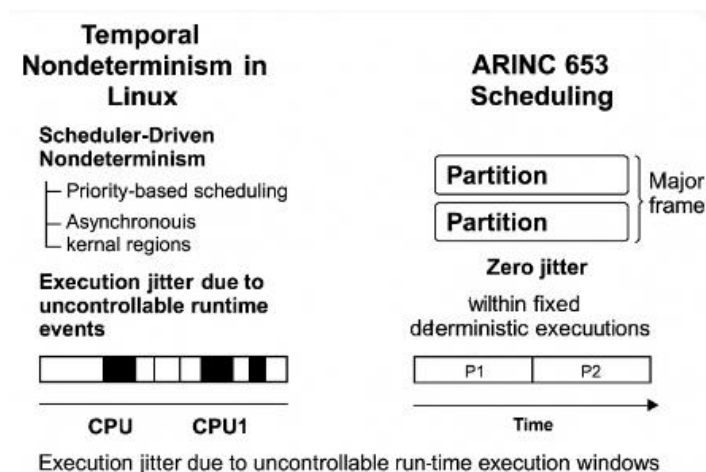 Temporal
Nondeterminism in
Linux
Scheduler-Driven
Nondeterminism
Priority-based scheduling
Asynchronouis
kernal regions
Execution jitter due to
uncontrollable runtime
events
CPU CPU1
ARINC 653
Scheduling
Partition
Partition
Major
frame
Zero jitter
wilthin fixed
dderministic execuutions
P1 P2
Time
Execution jitter due to uncontrollable run-time execution windows